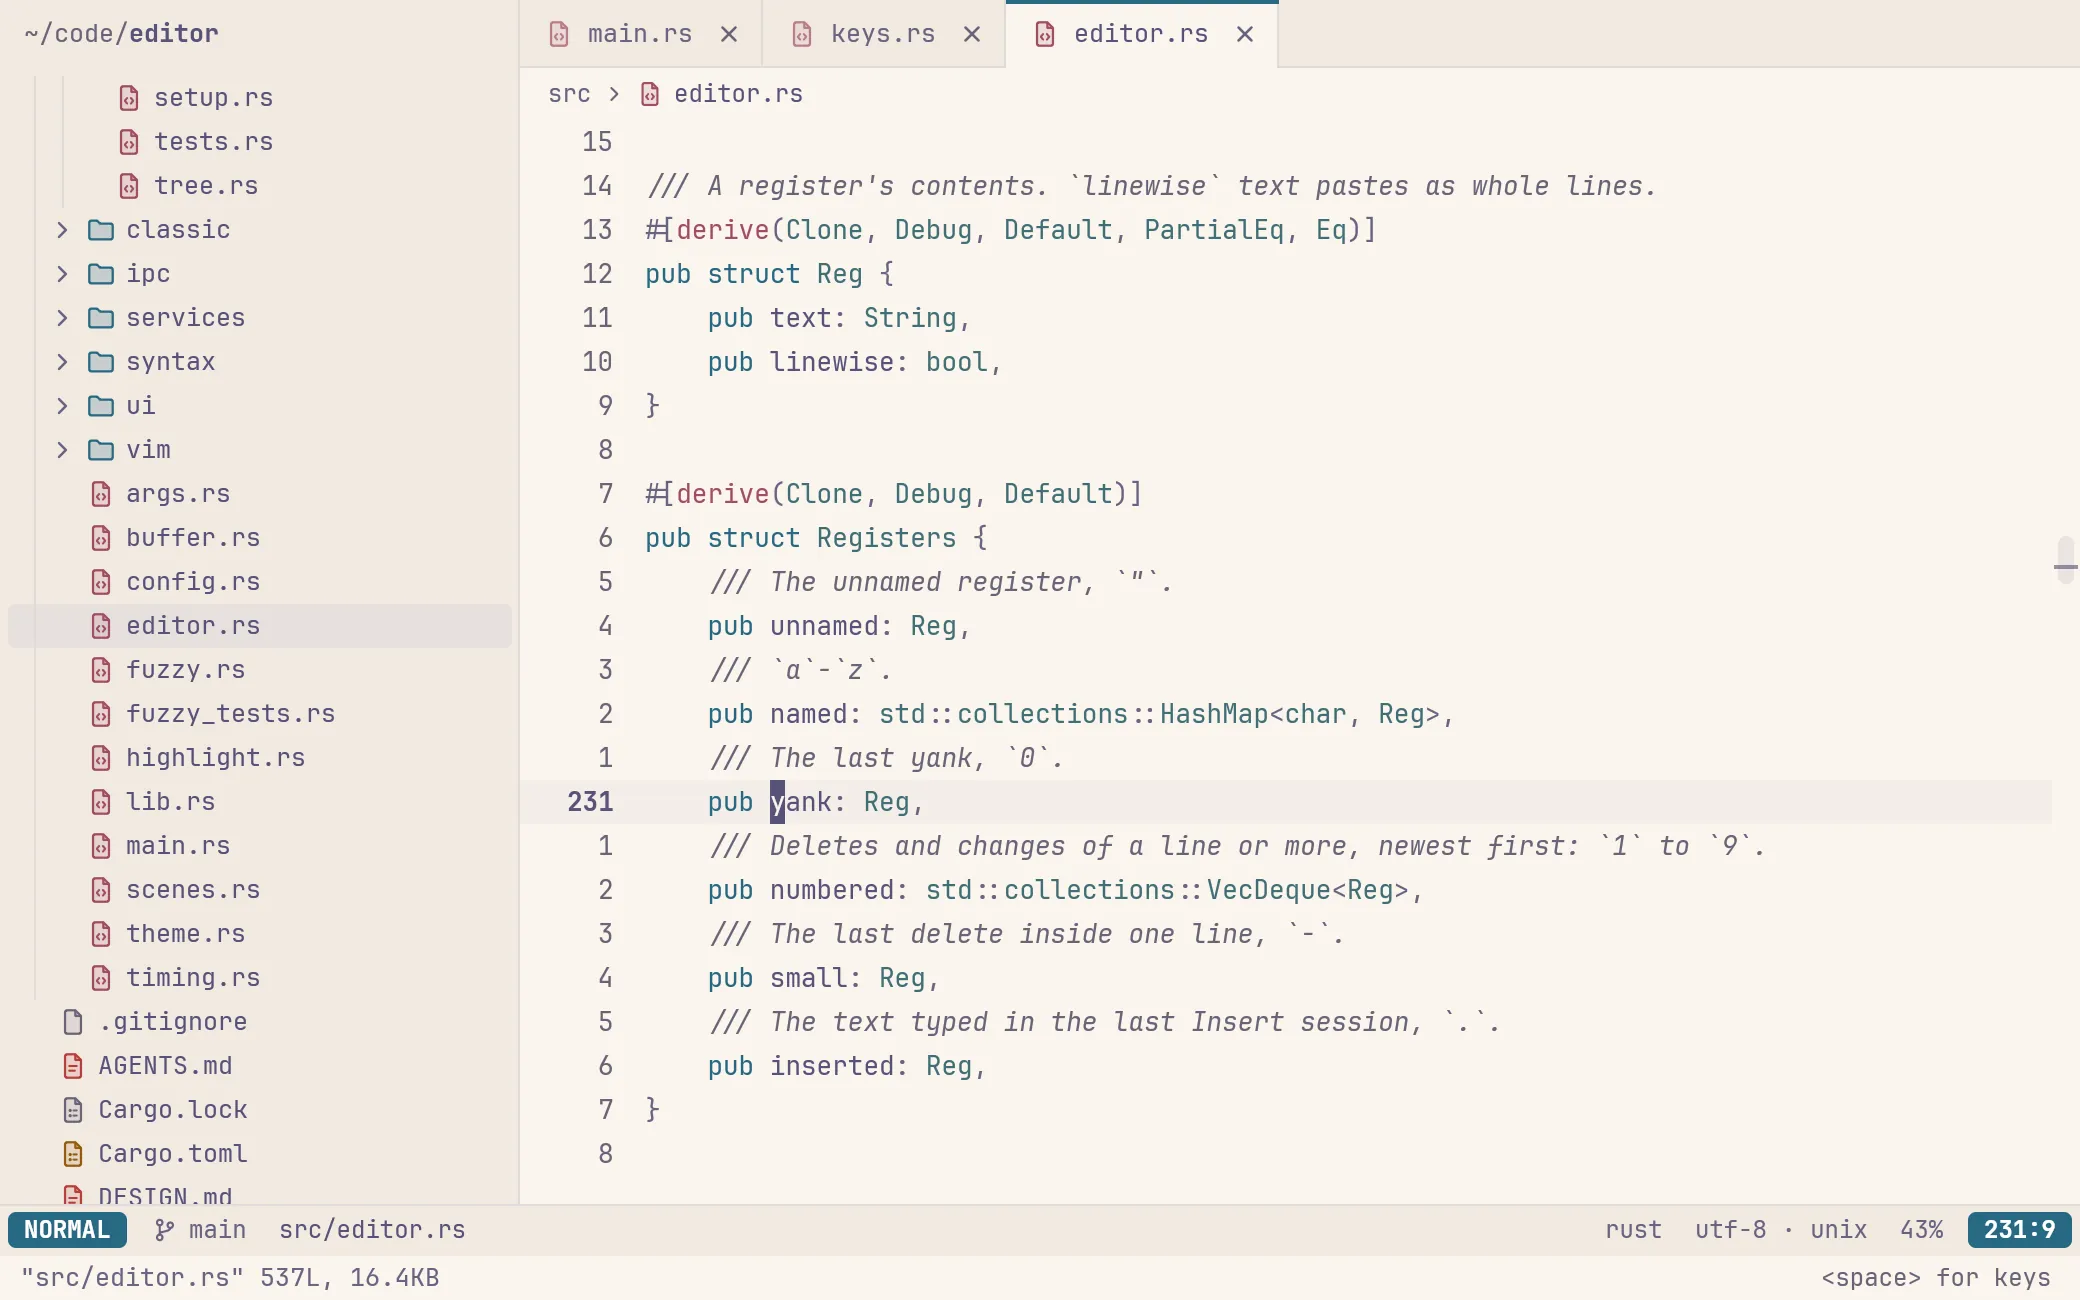 ~/code/editor
setup.rs
tests.rs
tree.rs
classic
ipc
services
syntax
ui
vim
args.rs
buffer.rs
config.rs
editor.rs
fuzzy.rs
fuzzy_tests.rs
highlight.rs
lib.rs
main.rs
scenes.rs
theme.rs
timing.rs
.gitignore
AGENTS.md
Cargo.lock
Cargo.toml
DESIGN.md
main.rs × keys.rs × editor.rs ×
src > editor.rs
15
14 /// A register's contents. `linewise` text pastes as whole lines.
13 #[derive(Clone, Debug, Default, PartialEq, Eq)]
12 pub struct Reg {
11     pub text: String,
10     pub linewise: bool,
9 }
8
7 #[derive(Clone, Debug, Default)]
6 pub struct Registers {
5     /// The unnamed register, `"`.
4     pub unnamed: Reg,
3     /// `a`-`z`.
2     pub named: std::collections::HashMap<char, Reg>,
1     /// The last yank, `0`.
231     pub yank: Reg,
1     /// Deletes and changes of a line or more, newest first: `1` to `9`.
2     pub numbered: std::collections::VecDeque<Reg>,
3     /// The last delete inside one line, `-`.
4     pub small: Reg,
5     /// The text typed in the last Insert session, `.`.
6     pub inserted: Reg,
7 }
8
NORMAL main src/editor.rs rust utf-8 · unix 43% 231:9
"src/editor.rs" 537L, 16.4KB <space> for keys